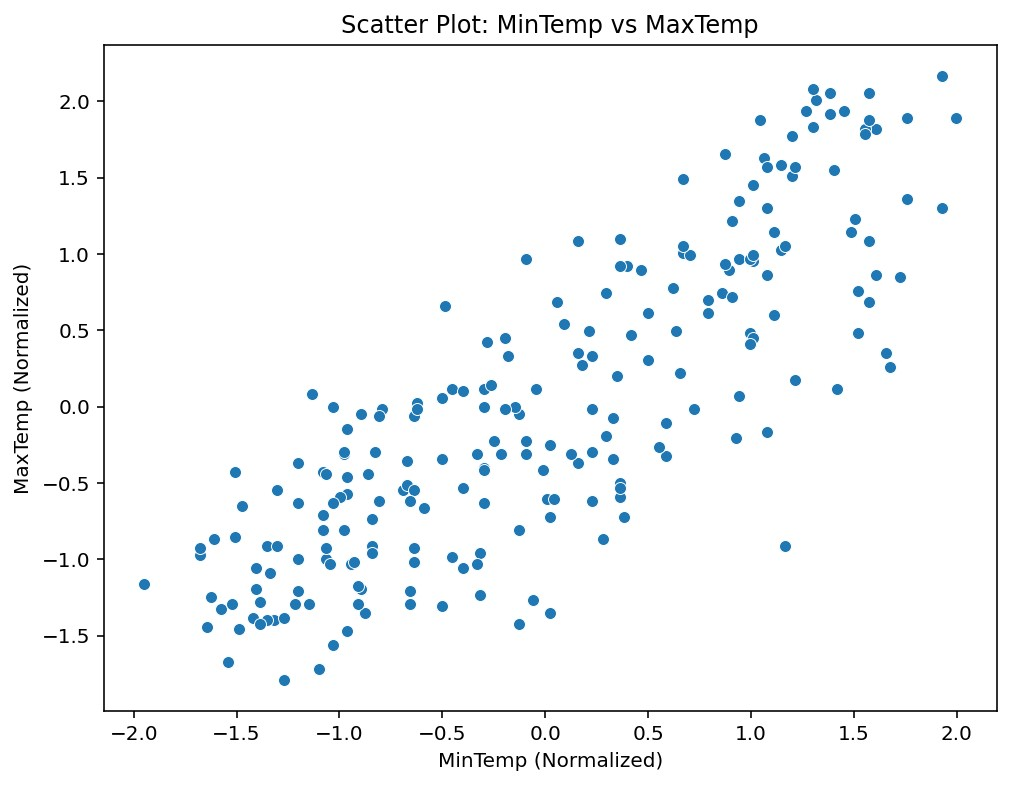 Scatter Plot: MinTemp vs MaxTemp
MaxTemp (Normalized)
2.0
1.5
1.0
0.5
0.0
−0.5
−1.0
−1.5
−2.0 −1.5 −1.0 −0.5 0.0 0.5 1.0 1.5 2.0
MinTemp (Normalized)